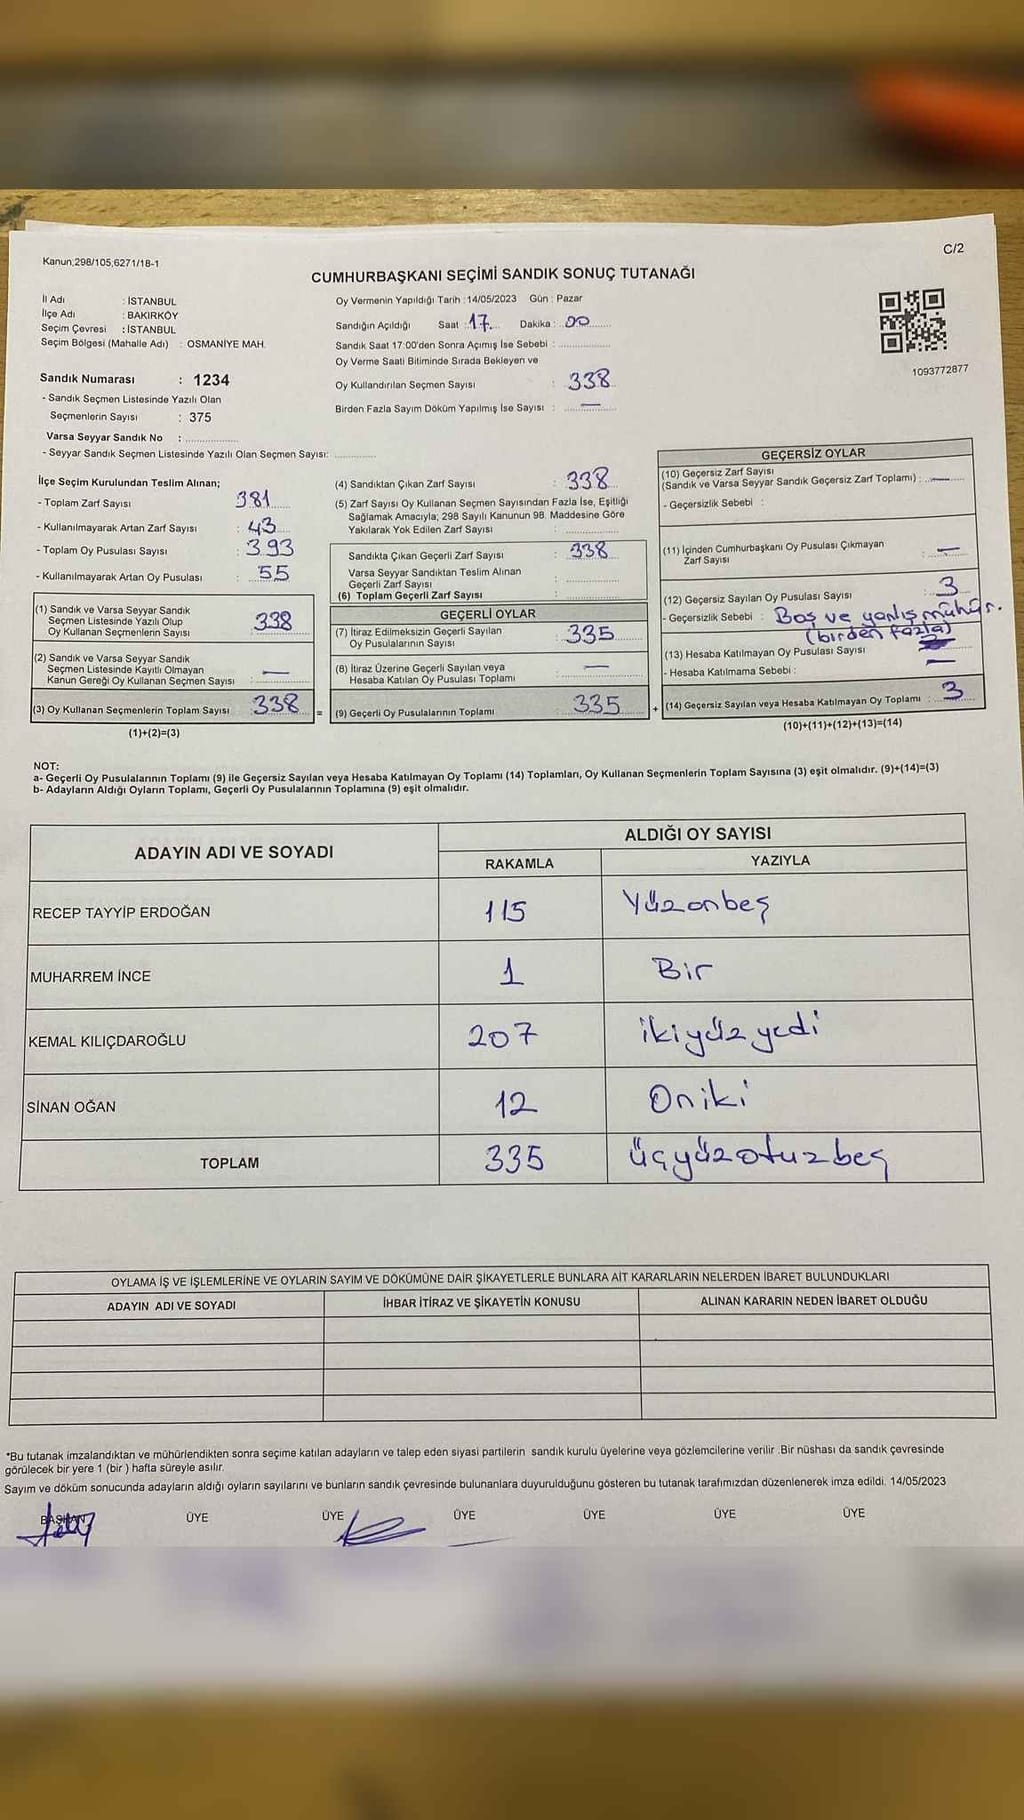 C/2
Kanun;298/105;6271/18-1
CUMHURBAŞKANI SEÇİMİ SANDIK SONUÇ TUTANAĞI
İl Adı : İSTANBUL
İlçe Adı : BAKIRKÖY
Seçim Çevresi : İSTANBUL
Seçim Bölgesi (Mahalle Adı) : OSMANİYE MAH.
Sandık Numarası : 1234
- Sandık Seçmen Listesinde Yazılı Olan
Seçmenlerin Sayısı : 375
Varsa Seyyar Sandık No :
- Seyyar Sandık Seçmen Listesinde Yazılı Olan Seçmen Sayısı:
Oy Vermenin Yapıldığı Tarih :14/05/2023 Gün : Pazar
Sandığın Açıldığı Saat : 17 Dakika : 00
Sandık Saat 17:00'den Sonra Açımış İse Sebebi :
Oy Verme Saati Bitiminde Sırada Bekleyen ve
Oy Kullandırılan Seçmen Sayısı : 338
Birden Fazla Sayım Döküm Yapılmış İse Sayısı : —
1093772877
İlçe Seçim Kurulundan Teslim Alınan;
- Toplam Zarf Sayısı : 381
- Kullanılmayarak Artan Zarf Sayısı : 43
- Toplam Oy Pusulası Sayısı : 393
- Kullanılmayarak Artan Oy Pusulası : 55
(1) Sandık ve Varsa Seyyar Sandık
Seçmen Listesinde Yazılı Olup
Oy Kullanan Seçmenlerin Sayısı : 338
(2) Sandık ve Varsa Seyyar Sandık
Seçmen Listesinde Kayıtlı Olmayan
Kanun Gereği Oy Kullanan Seçmen Sayısı : —
(3) Oy Kullanan Seçmenlerin Toplam Sayısı : 338 =
(1)+(2)=(3)
(4) Sandıktan Çıkan Zarf Sayısı : 338
(5) Zarf Sayısı Oy Kullanan Seçmen Sayısından Fazla İse, Eşitliği
Sağlamak Amacıyla; 298 Sayılı Kanunun 98. Maddesine Göre
Yakılarak Yok Edilen Zarf Sayısı :
Sandıkta Çıkan Geçerli Zarf Sayısı : 338
Varsa Seyyar Sandıktan Teslim Alınan
Geçerli Zarf Sayısı :
(6) Toplam Geçerli Zarf Sayısı :
GEÇERLİ OYLAR
(7) İtiraz Edilmeksizin Geçerli Sayılan
Oy Pusulalarının Sayısı : 335
(8) İtiraz Üzerine Geçerli Sayılan veya
Hesaba Katılan Oy Pusulası Toplamı : —
(9) Geçerli Oy Pusulalarının Toplamı : 335 +
GEÇERSİZ OYLAR
(10) Geçersiz Zarf Sayısı
(Sandık ve Varsa Seyyar Sandık Geçersiz Zarf Toplamı) : —
- Geçersizlik Sebebi :
(11) İçinden Cumhurbaşkanı Oy Pusulası Çıkmayan
Zarf Sayısı : —
(12) Geçersiz Sayılan Oy Pusulası Sayısı : 3
- Geçersizlik Sebebi : Boş ve yanlış mühür.
(birden fazla)
(13) Hesaba Katılmayan Oy Pusulası Sayısı : —
- Hesaba Katılmama Sebebi :
(14) Geçersiz Sayılan veya Hesaba Katılmayan Oy Toplamı : 3
(10)+(11)+(12)+(13)=(14)
NOT:
a- Geçerli Oy Pusulalarının Toplamı (9) ile Geçersiz Sayılan veya Hesaba Katılmayan Oy Toplamı (14) Toplamları, Oy Kullanan Seçmenlerin Toplam Sayısına (3) eşit olmalıdır. (9)+(14)=(3)
b- Adayların Aldığı Oyların Toplamı, Geçerli Oy Pusulalarının Toplamına (9) eşit olmalıdır.
ADAYIN ADI VE SOYADI ALDIĞI OY SAYISI
RAKAMLA YAZIYLA
RECEP TAYYİP ERDOĞAN 115 Yüzonbeş
MUHARREM İNCE 1 Bir
KEMAL KILIÇDAROĞLU 207 ikiyüzyedi
SİNAN OĞAN 12 Oniki
TOPLAM 335 üçyüzotuzbeş
OYLAMA İŞ VE İŞLEMLERİNE VE OYLARIN SAYIM VE DÖKÜMÜNE DAİR ŞİKAYETLERLE BUNLARA AİT KARARLARIN NELERDEN İBARET BULUNDUKLARI
ADAYIN ADI VE SOYADI İHBAR İTİRAZ VE ŞİKAYETİN KONUSU ALINAN KARARIN NEDEN İBARET OLDUĞU
*Bu tutanak imzalandıktan ve mühürlendikten sonra seçime katılan adayların ve talep eden siyasi partilerin sandık kurulu üyelerine veya gözlemcilerine verilir .Bir nüshası da sandık çevresinde
görülecek bir yere 1 (bir ) hafta süreyle asılır.
Sayım ve döküm sonucunda adayların aldığı oyların sayılarını ve bunların sandık çevresinde bulunanlara duyurulduğunu gösteren bu tutanak tarafımızdan düzenlenerek imza edildi. 14/05/2023
BAŞKAN ÜYE ÜYE ÜYE ÜYE ÜYE ÜYE